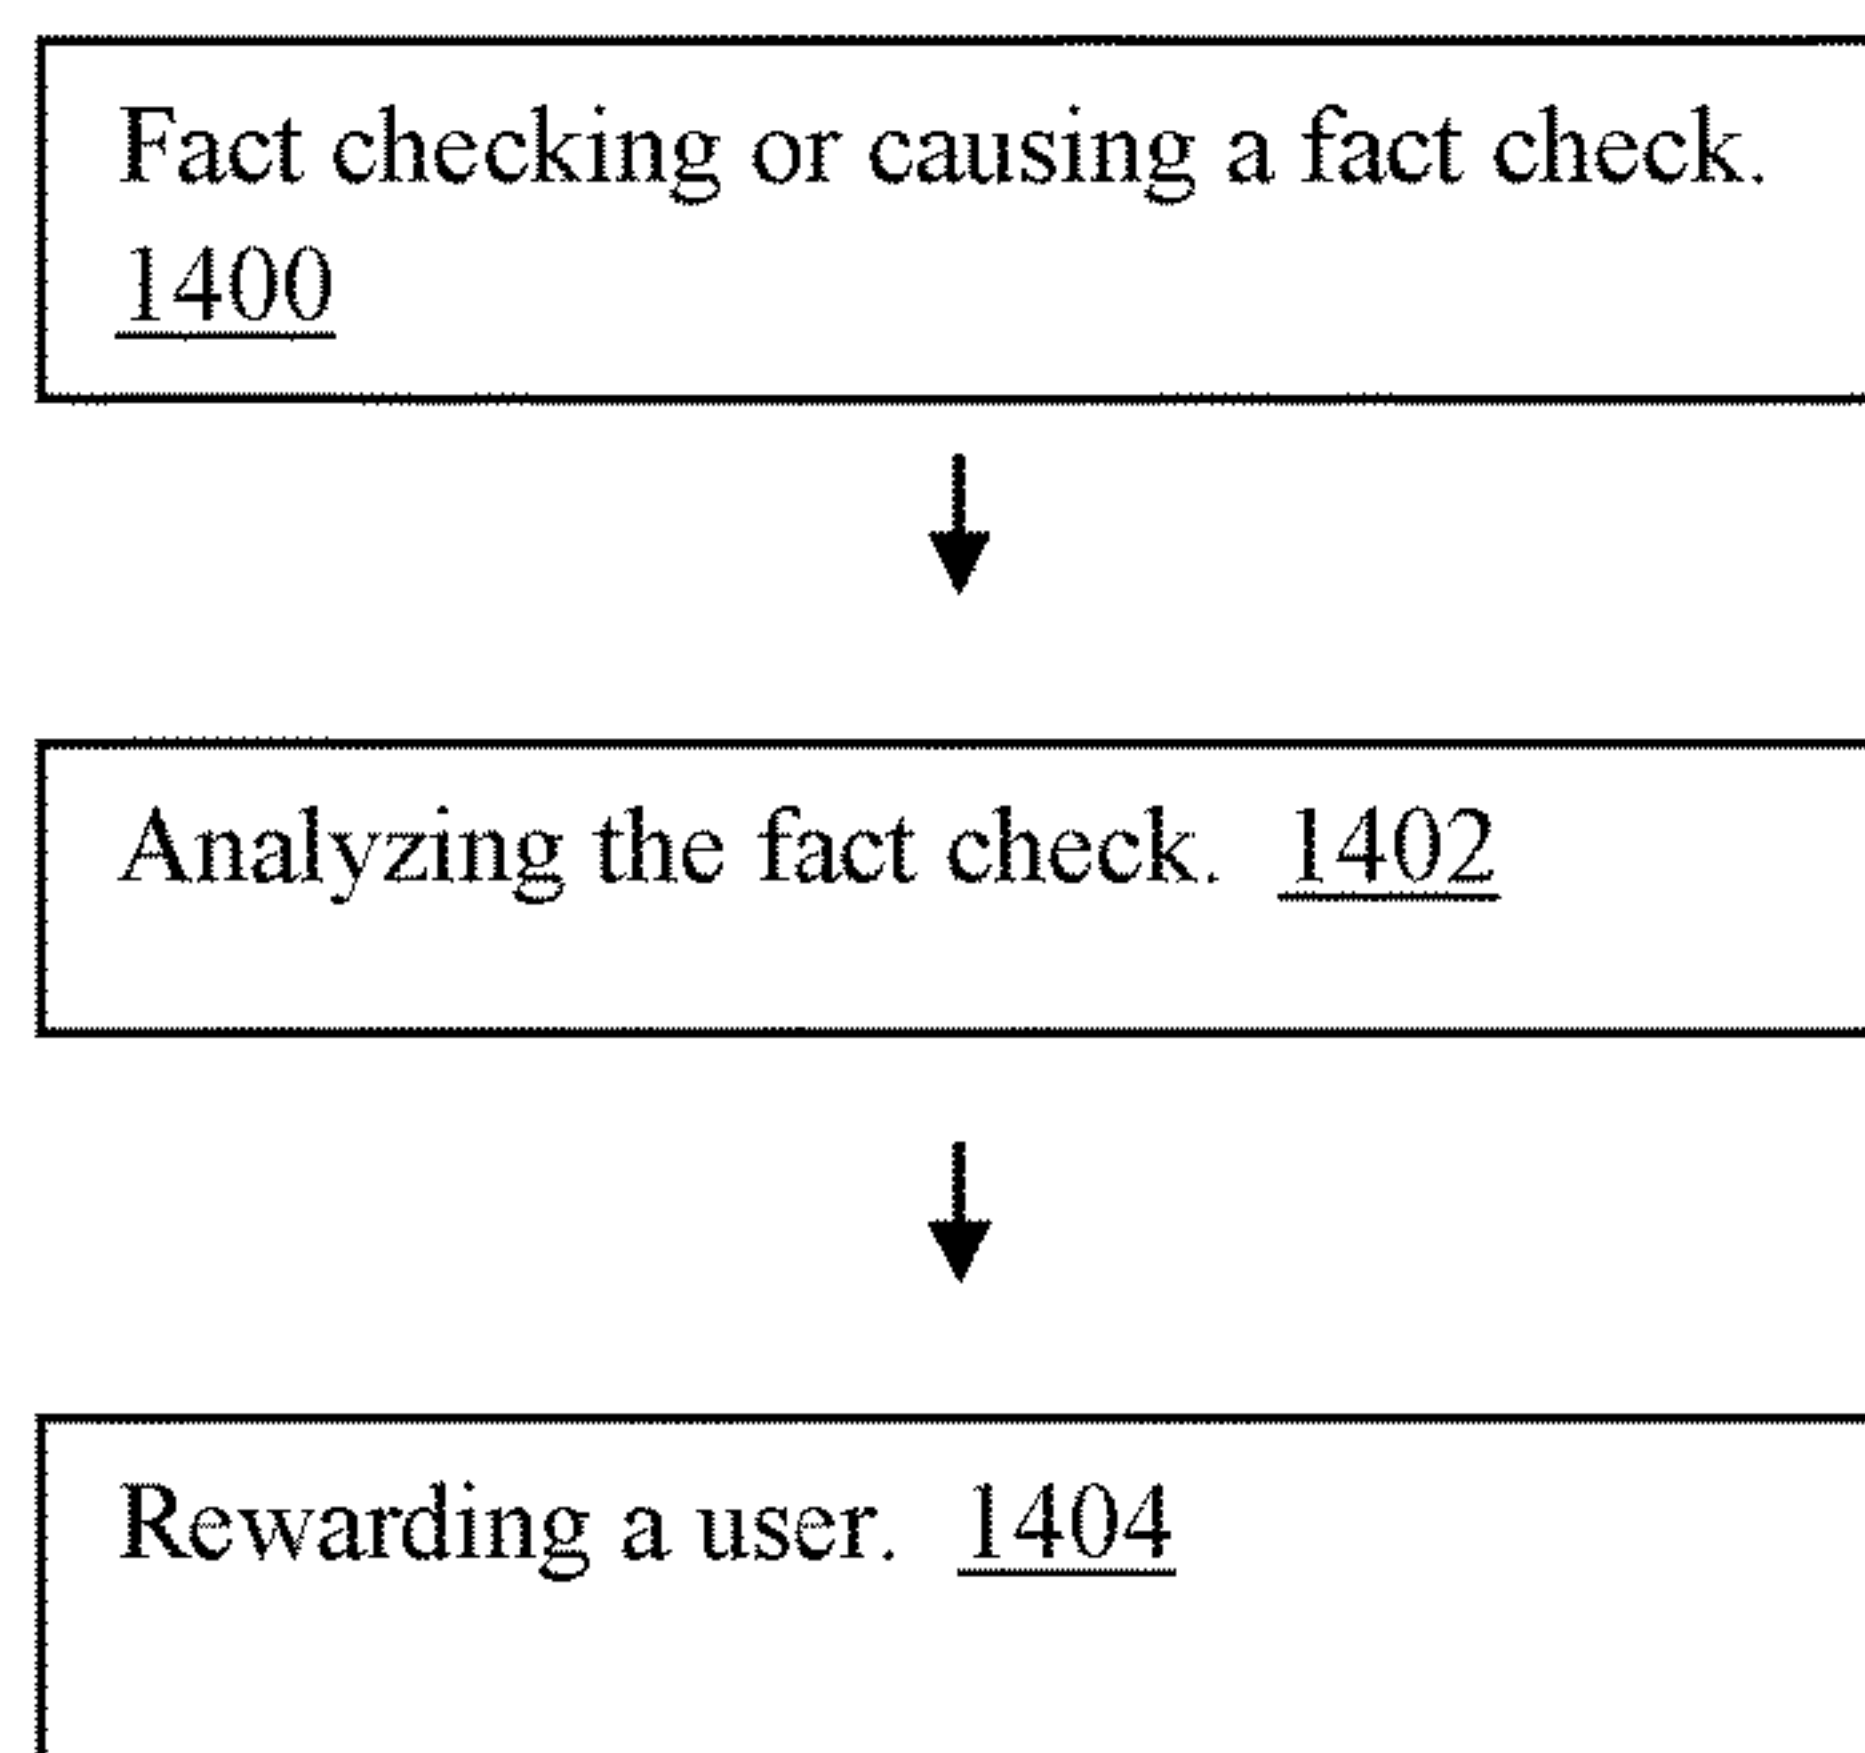 Fact checking or causing a fact check.
1400
Analyzing the fact check. 1402
Rewarding a user. 1404